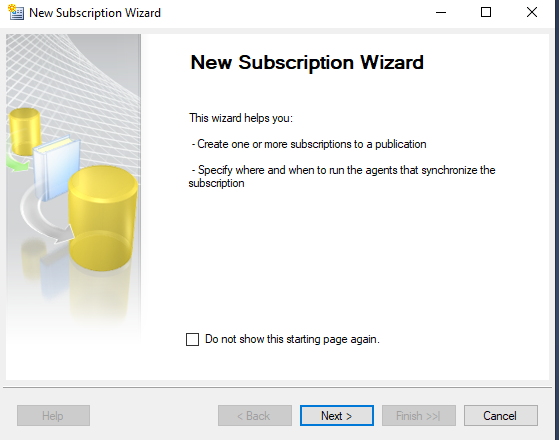 New Subscription Wizard
New Subscription Wizard
This wizard helps you:
- Create one or more subscriptions to a publication
- Specify where and when to run the agents that synchronize the
subscription
Do not show this starting page again.
Help
< Back
Next >
Finish >>|
Cancel